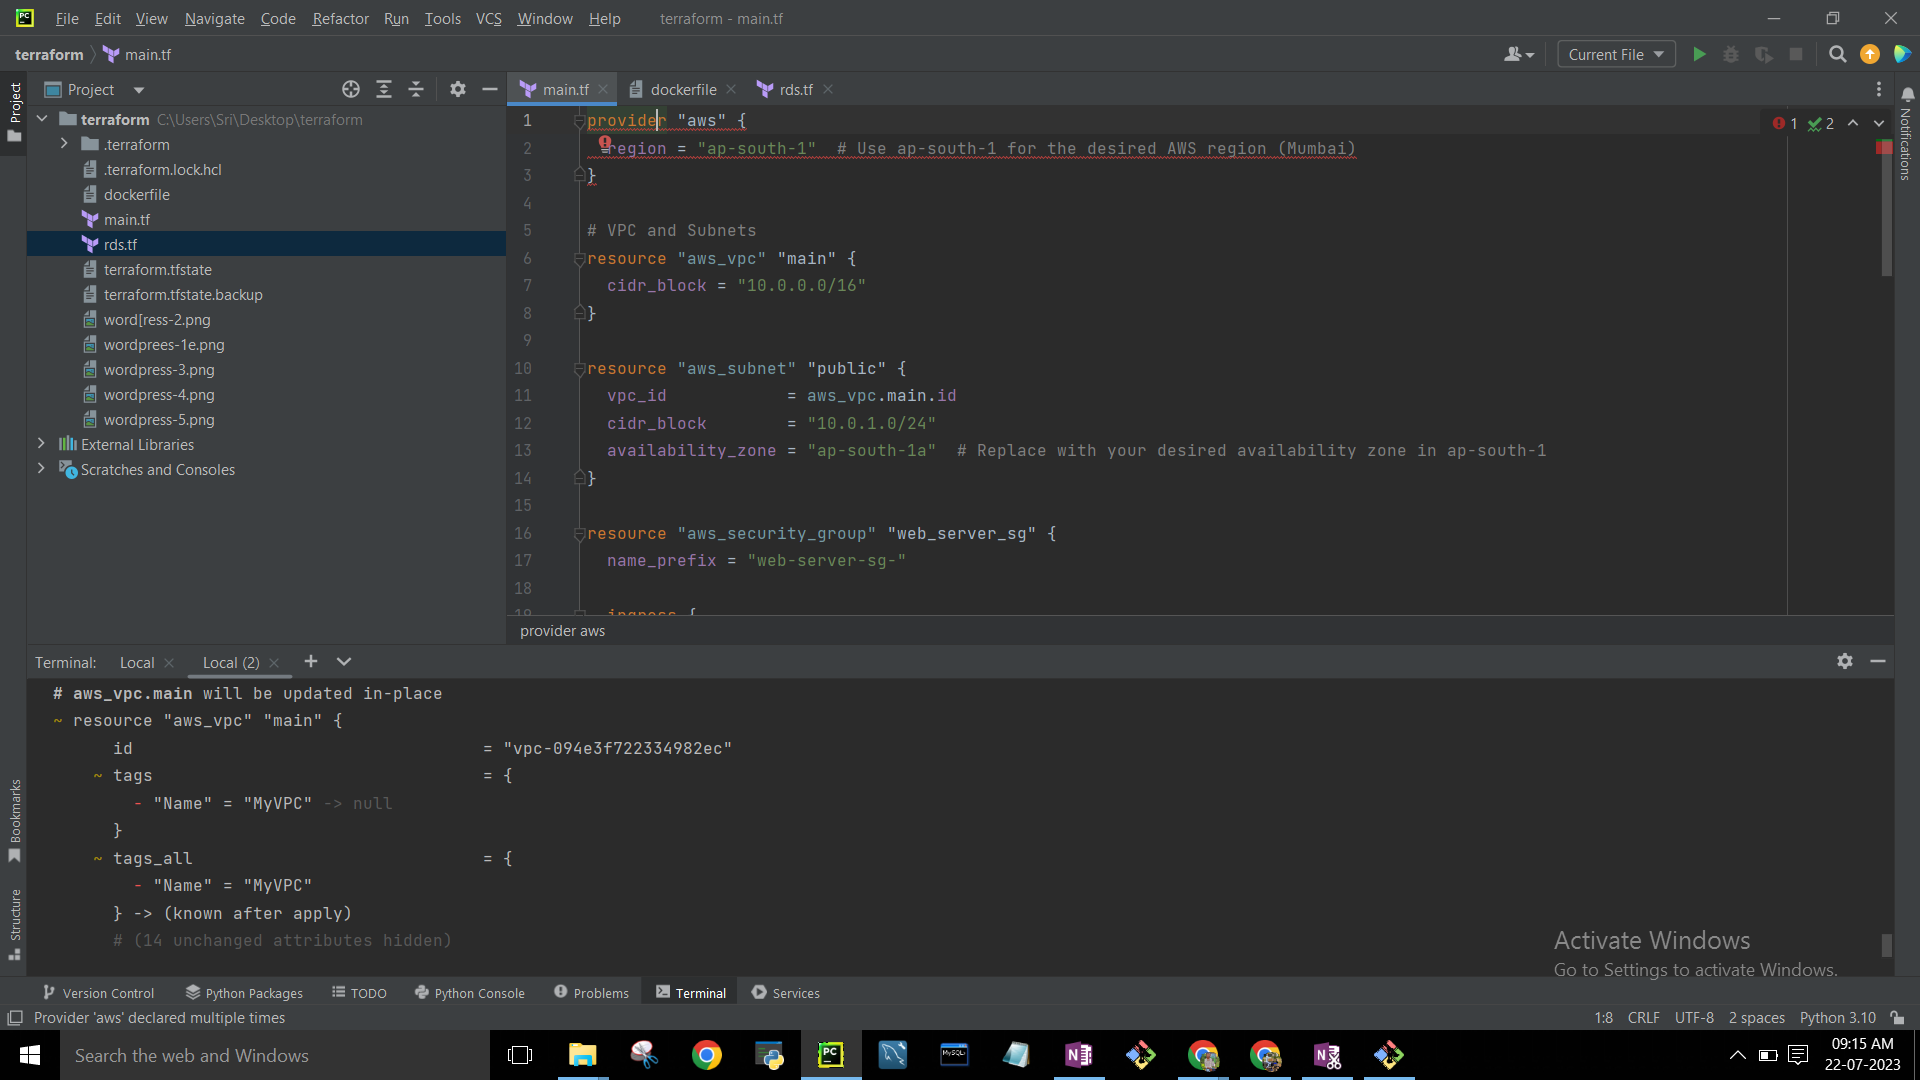 File Edit View Navigate Code Refactor Run Tools VCS Window Help terraform - main.tf
terraform main.tf
Current File
Project
Project
main.tf
dockerfile
rds.tf
Notifications
terraform C:\Users\Sri\Desktop\terraform
.terraform
.terraform.lock.hcl
dockerfile
main.tf
rds.tf
terraform.tfstate
terraform.tfstate.backup
word[ress-2.png
wordprees-1e.png
wordpress-3.png
wordpress-4.png
wordpress-5.png
External Libraries
Scratches and Consoles
1 provider "aws" {
2 region = "ap-south-1" # Use ap-south-1 for the desired AWS region (Mumbai)
3 }
4
5 # VPC and Subnets
6 resource "aws_vpc" "main" {
7 cidr_block = "10.0.0.0/16"
8 }
9
10 resource "aws_subnet" "public" {
11 vpc_id = aws_vpc.main.id
12 cidr_block = "10.0.1.0/24"
13 availability_zone = "ap-south-1a" # Replace with your desired availability zone in ap-south-1
14 }
15
16 resource "aws_security_group" "web_server_sg" {
17 name_prefix = "web-server-sg-"
18
19 ingress {
1 2
provider aws
Terminal: Local Local (2)
# aws_vpc.main will be updated in-place
~ resource "aws_vpc" "main" {
id = "vpc-094e3f722334982ec"
~ tags = {
- "Name" = "MyVPC" -> null
}
~ tags_all = {
- "Name" = "MyVPC"
} -> (known after apply)
# (14 unchanged attributes hidden)
Bookmarks
Structure
Activate Windows
Go to Settings to activate Windows.
Version Control Python Packages TODO Python Console Problems Terminal Services
Provider 'aws' declared multiple times
1:8 CRLF UTF-8 2 spaces Python 3.10
Search the web and Windows
09:15 AM
22-07-2023